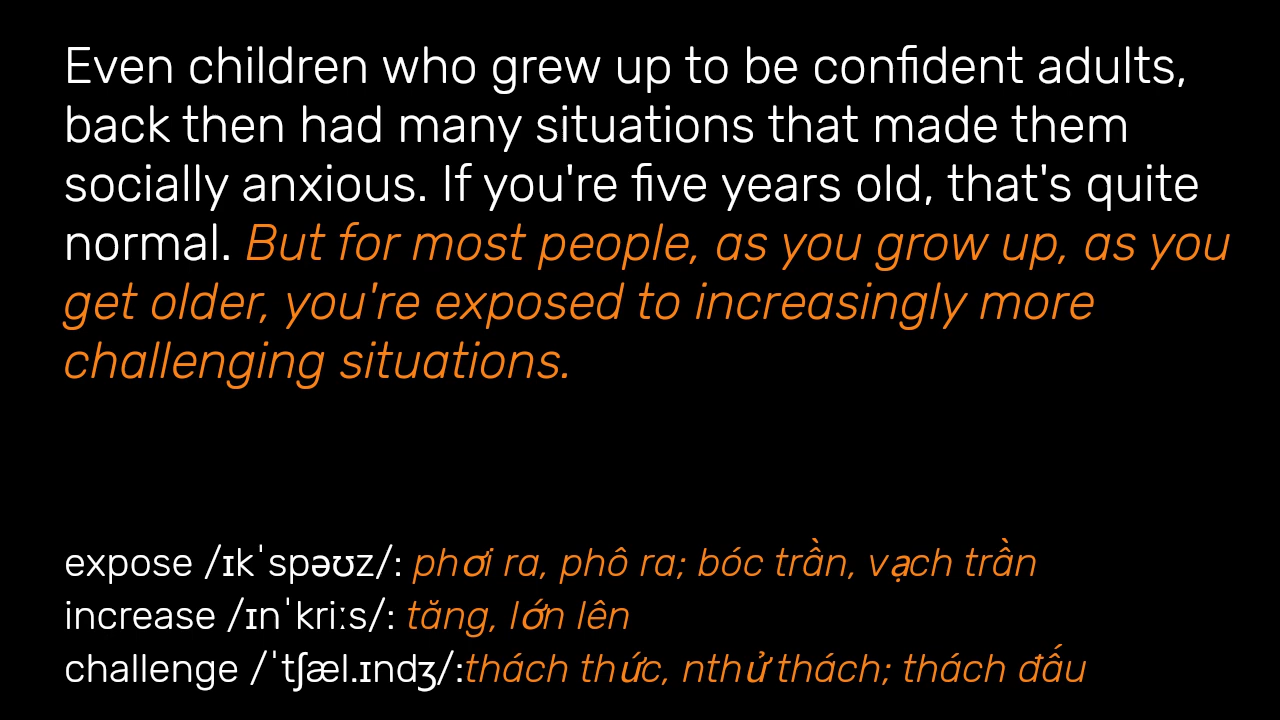 Even children who grew up to be confident adults,
back then had many situations that made them
socially anxious. If you're five years old, that's quite
normal. But for most people, as you grow up, as you
get older, you're exposed to increasingly more
challenging situations.
expose /ɪkˈspəʊz/: phơi ra, phô ra; bóc trần, vạch trần
increase /ɪnˈkriːs/: tăng, lớn lên
challenge /ˈtʃæl.ɪndʒ/:thách thức, nthử thách; thách đấu